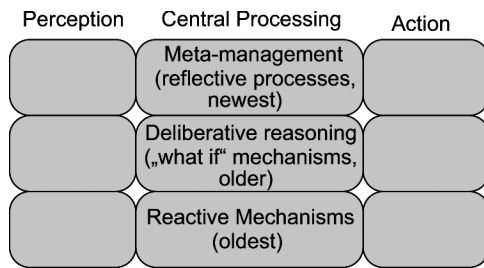 Perception Central Processing Action
Meta-management
(reflective processes,
newest)
Deliberative reasoning
(„what if“ mechanisms,
older)
Reactive Mechanisms
(oldest)